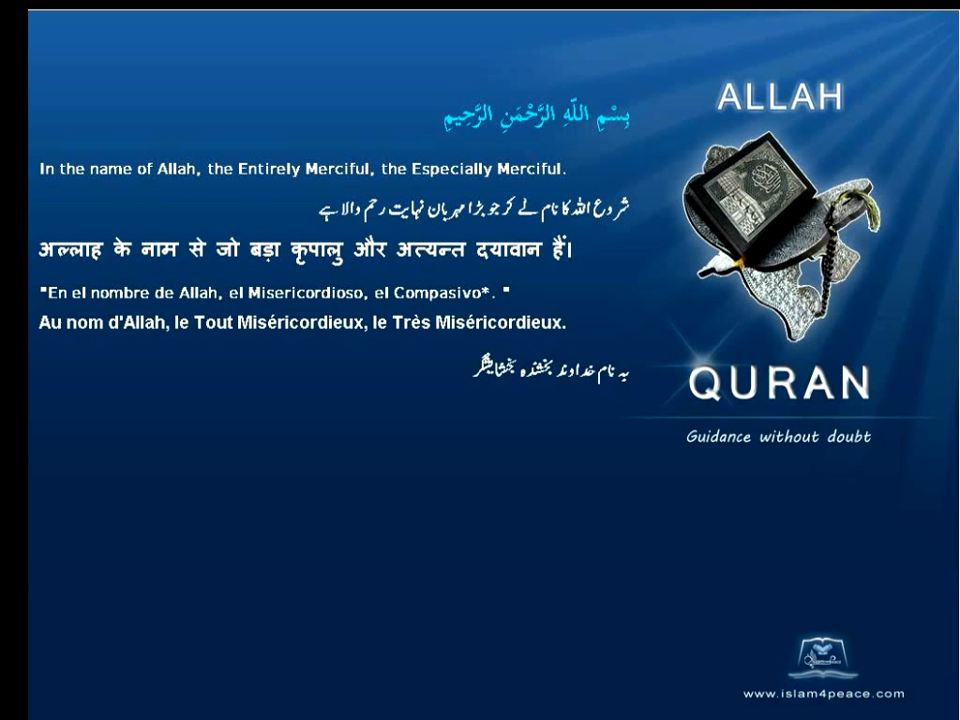 بِسْمِ اللّهِ الرَّحْمَنِ الرَّحِيمِ
In the name of Allah, the Entirely Merciful, the Especially Merciful.
شروع الله کا نام لے کر جو بڑا مہربان نہایت رحم والا ہے
अल्लाह के नाम से जो बड़ा कृपालु और अत्यन्त दयावान हैं।
"En el nombre de Allah, el Misericordioso, el Compasivo*. "
Au nom d'Allah, le Tout Miséricordieux, le Très Miséricordieux.
به نام خداوند بخشنده بخشایشگر
ALLAH
QURAN
Guidance without doubt
www.islam4peace.com